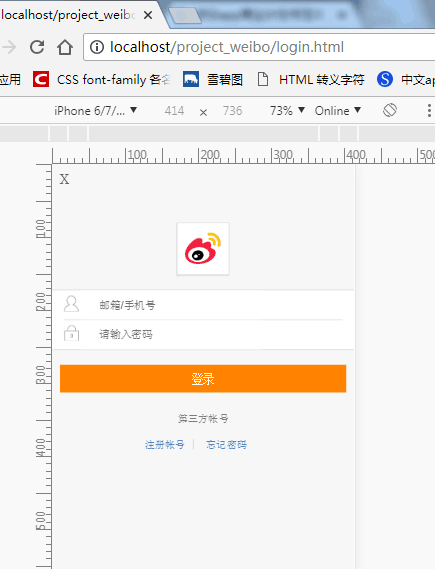 localhost/project_weibo
localhost/project_weibo/login.html
应用 CSS font-family 各名 雪碧图 HTML 转义字符 中文ap
iPhone 6/7/... 414 × 736 73% Online
100 200 300 400 500
X
100
200
300
400
500
邮箱/手机号
请输入密码
登录
第三方帐号
注册帐号 | 忘记密码